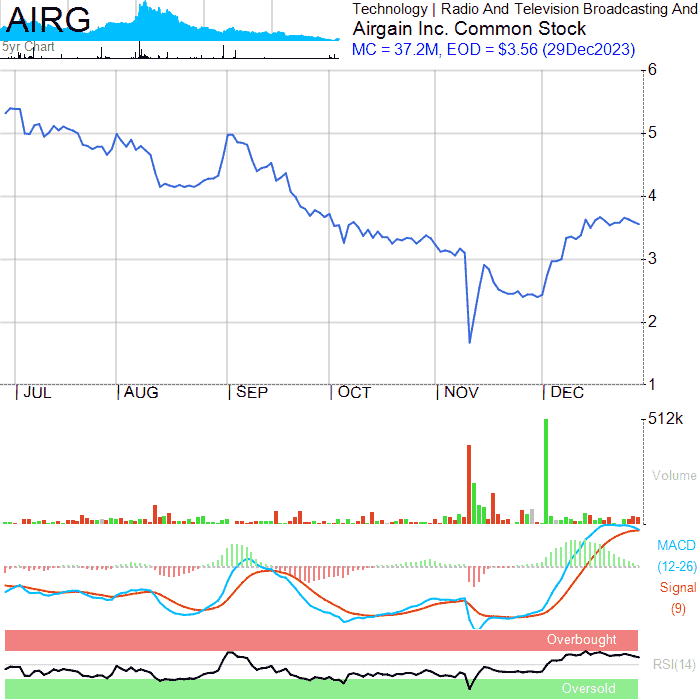 AIRG
5yr Chart
Technology | Radio And Television Broadcasting And
Airgain Inc. Common Stock
MC = 37.2M, EOD = $3.56 (29Dec2023)
6
5
4
3
2
1
JUL
AUG
SEP
OCT
NOV
DEC
512k
Volume
MACD
(12-26)
Signal
(9)
Overbought
RSI(14)
Oversold